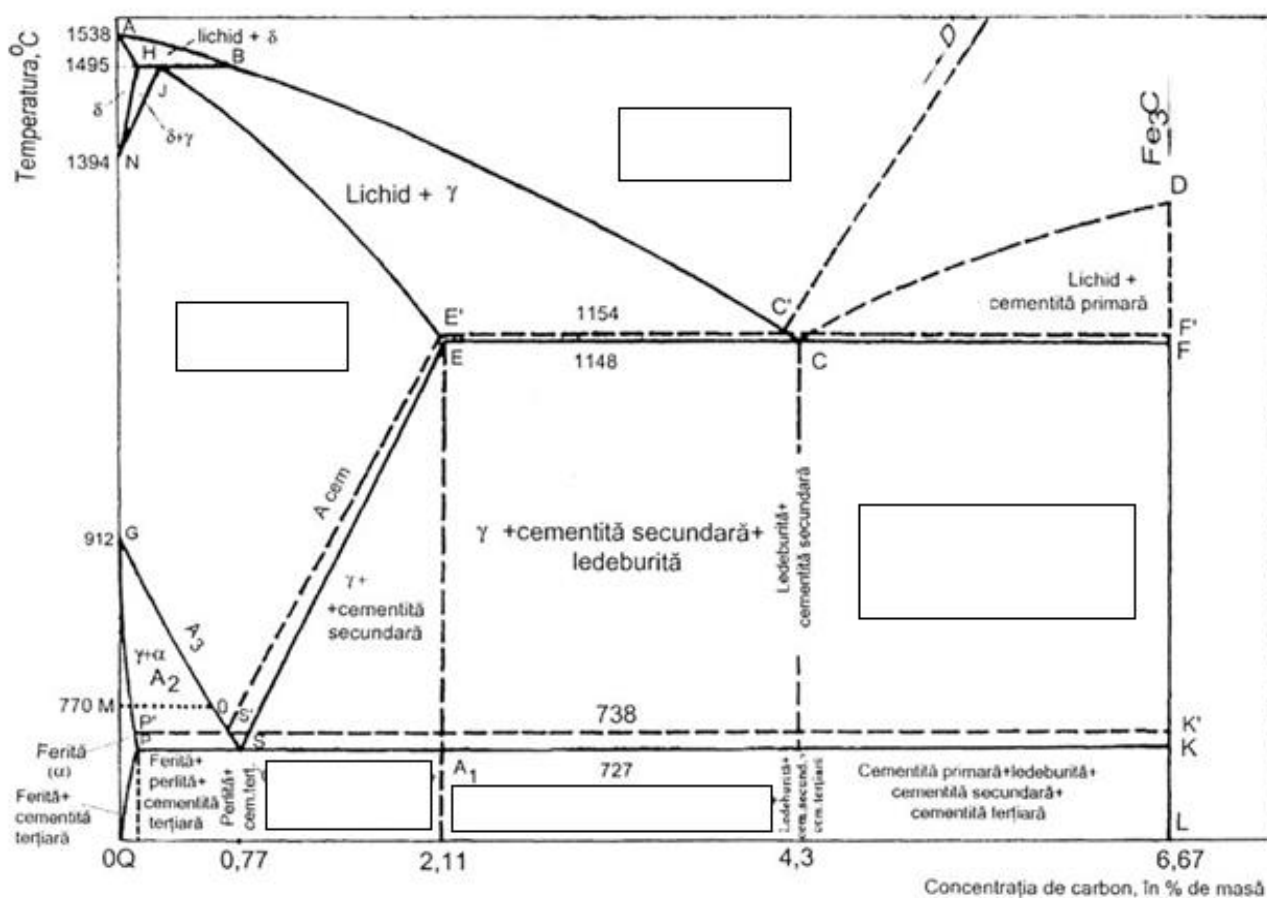 Temperatura,⁰C
1538
1495
1394
912
770 M
A
lichid + δ
H
B
J
δ
δ+γ
N
D
Fe3C
D
Lichid + γ
Lichid +
cementită primară
E'
1154
C'
F'
E
1148
C
F
A cem
γ +cementită secundară+
ledeburită
Ledeburită+
cementită secundară
γ+
+cementită
secundară
G
A3
γ+α
A2
0
S'
P'
738
K'
P
S
K
Ferită
(α)
Ferită+
cementită
terțiară
Ferită+
perlită+
cementită
terțiară
Perlită+
cem.terț.
A1
727
Ledeburită+
cem.secund.+
cem.terțiară
Cementită primară+ledeburită+
cementită secundară+
cementită terțiară
L
0Q
0,77
2,11
4,3
6,67
Concentrația de carbon, în % de masă